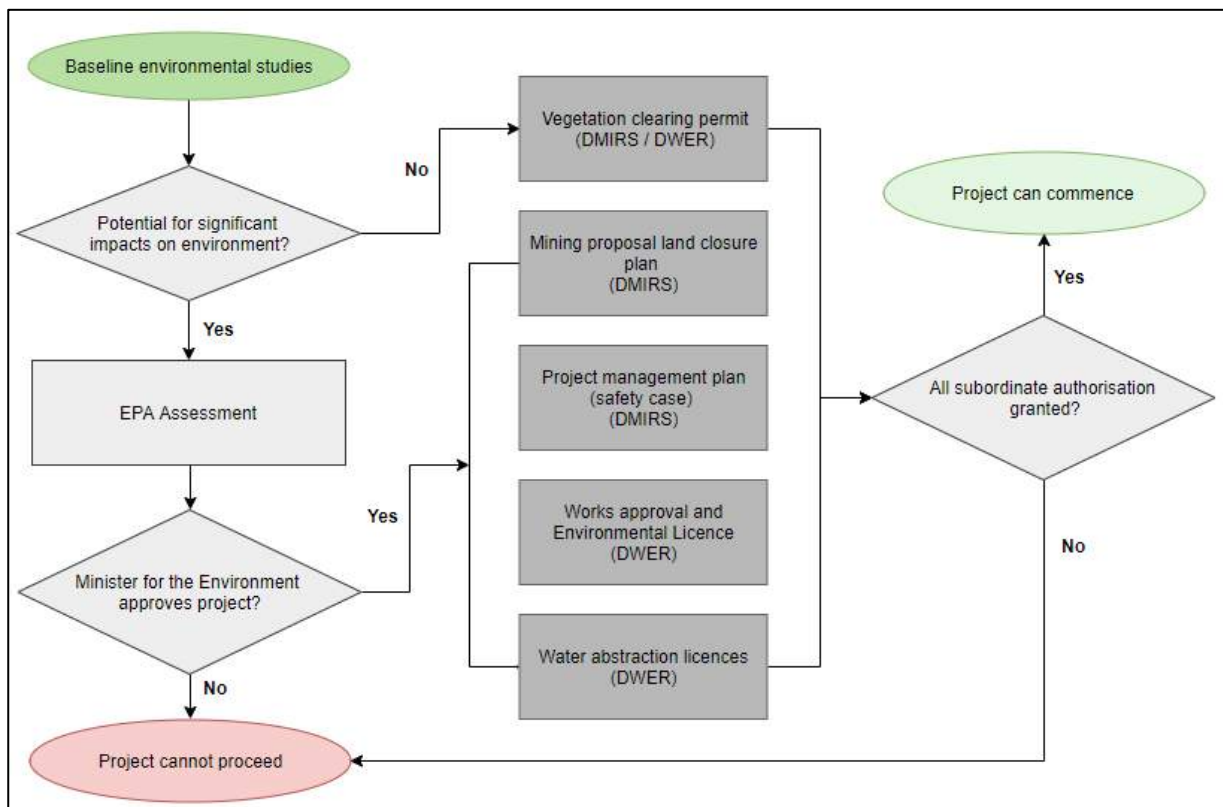 Baseline environmental studies
Potential for significant
impacts on environment?
No
Yes
EPA Assessment
Minister for the Environment
approves project?
Yes
No
Project cannot proceed
Vegetation clearing permit
(DMIRS / DWER)
Mining proposal land closure
plan
(DMIRS)
Project management plan
(safety case)
(DMIRS)
Works approval and
Environmental Licence
(DWER)
Water abstraction licences
(DWER)
Project can commence
Yes
All subordinate authorisation
granted?
No